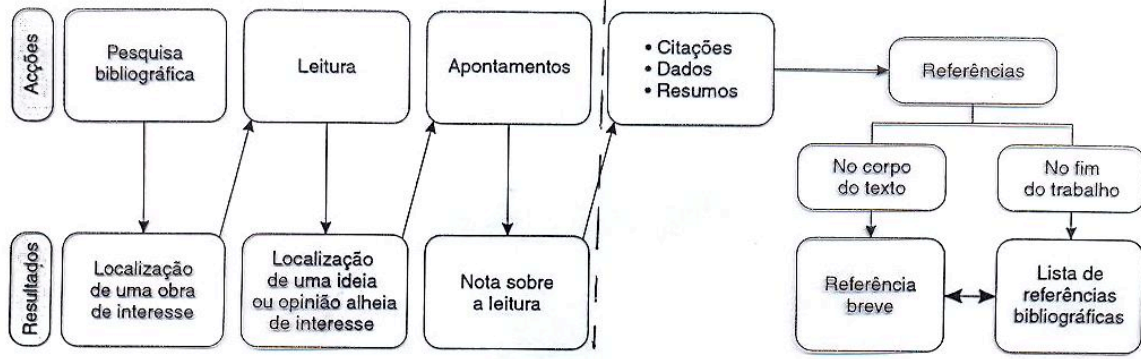 Acções
Pesquisa
bibliográfica
Leitura
Apontamentos
• Citações
• Dados
• Resumos
Referências
No corpo
do texto
No fim
do trabalho
Resultados
Localização
de uma obra
de interesse
Localização
de uma ideia
ou opinião alheia
de interesse
Nota sobre
a leitura
Referência
breve
Lista de
referências
bibliográficas